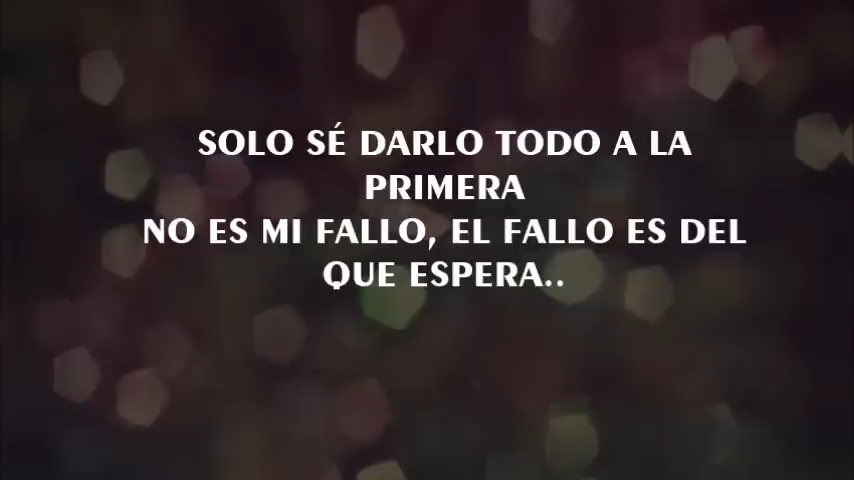 SOLO SÉ DARLO TODO A LA
PRIMERA
NO ES MI FALLO, EL FALLO ES DEL
QUE ESPERA..